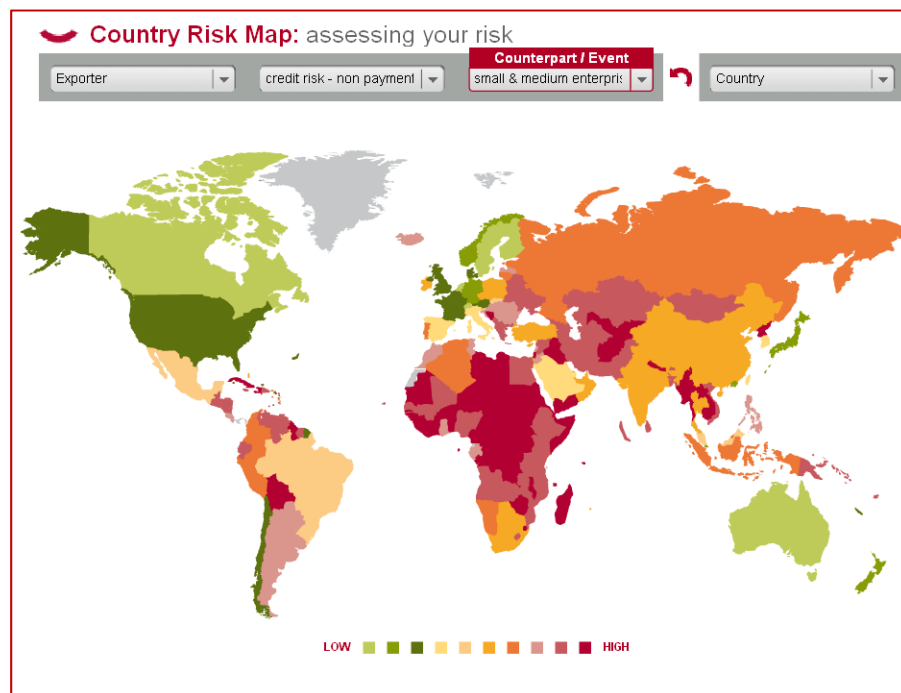 Country Risk Map: assessing your risk
Counterpart / Event
Exporter
credit risk - non payment
small & medium enterpris
Country
LOW
HIGH